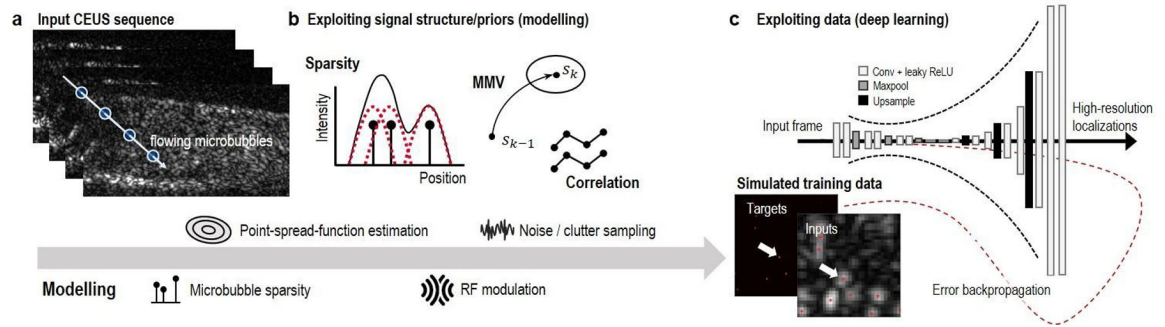 a Input CEUS sequence
flowing microbubbles
b Exploiting signal structure/priors (modelling)
Sparsity
Intensity
Position
MMV
S_k
S_{k−1}
Correlation
c Exploiting data (deep learning)
Conv + leaky ReLU
Maxpool
Upsample
Input frame
High-resolution
localizations
Simulated training data
Targets
Inputs
Error backpropagation
Point-spread-function estimation
Noise / clutter sampling
Modelling
Microbubble sparsity
RF modulation